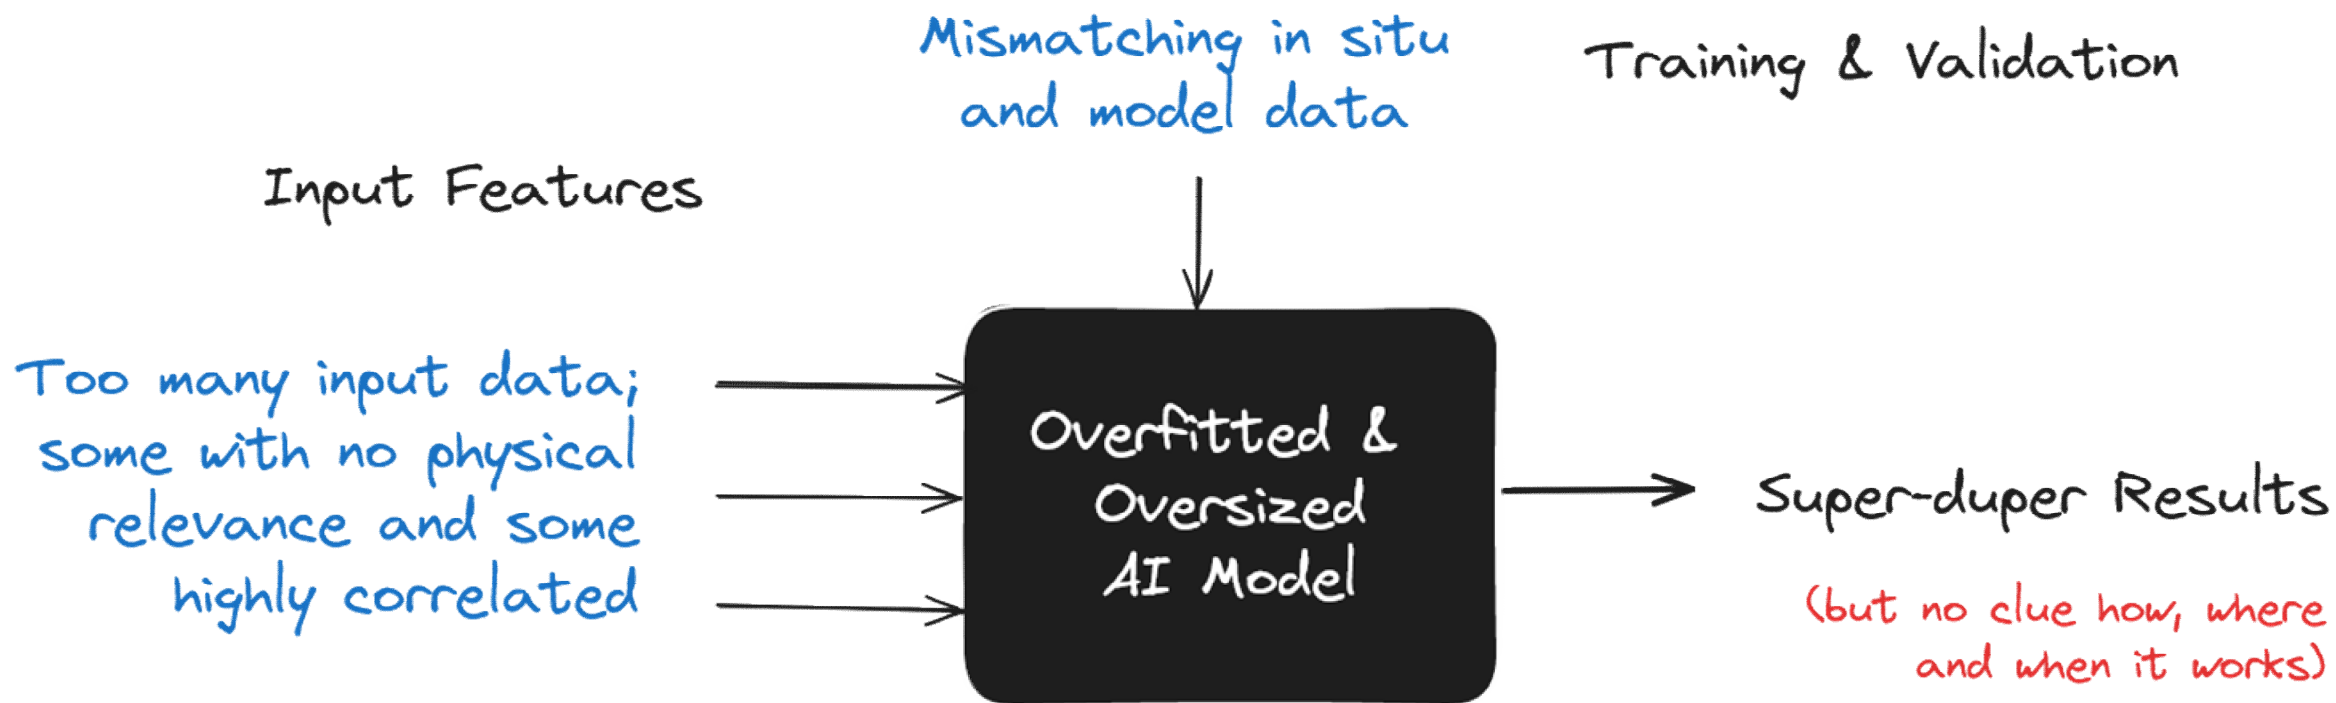 Mismatching in situ
and model data
Training & Validation
Input Features
Too many input data;
some with no physical
relevance and some
highly correlated
Overfitted &
Oversized
AI Model
Super-duper Results
(but no clue how, where
and when it works)